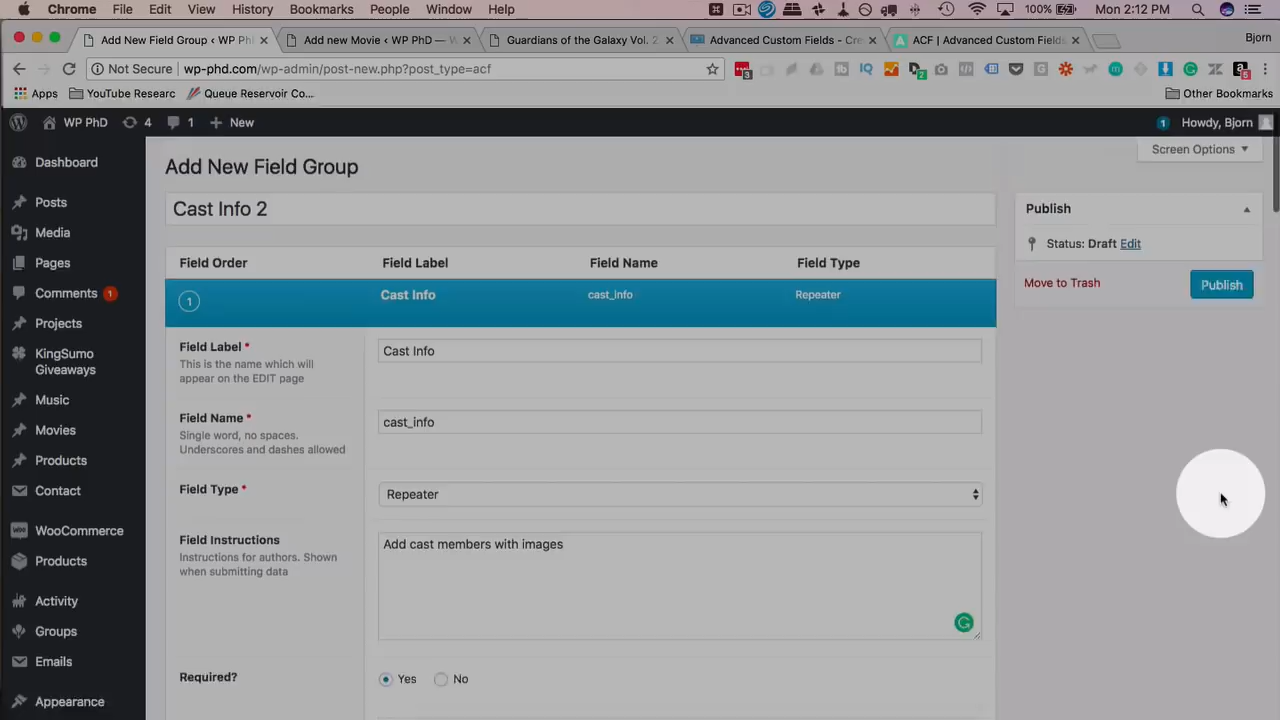 Chrome File Edit View History Bookmarks People Window Help 100% Mon 2:12 PM
Add New Field Group ‹ WP PhD Add new Movie ‹ WP PhD — W Guardians of the Galaxy Vol. 2 Advanced Custom Fields - Cre ACF | Advanced Custom Fields Bjorn
Not Secure wp-phd.com/wp-admin/post-new.php?post_type=acf
Apps YouTube Researc Queue Reservoir Co... Other Bookmarks
WP PhD 4 1 New 1 Howdy, Bjorn
Screen Options
Dashboard
Posts
Media
Pages
Comments 1
Projects
KingSumo
Giveaways
Music
Movies
Products
Contact
WooCommerce
Products
Activity
Groups
Emails
Appearance
Add New Field Group
Cast Info 2
Field Order Field Label Field Name Field Type
1 Cast Info cast_info Repeater
Field Label *
This is the name which will
appear on the EDIT page
Cast Info
Field Name *
Single word, no spaces.
Underscores and dashes allowed
cast_info
Field Type *
Repeater
Field Instructions
Instructions for authors. Shown
when submitting data
Add cast members with images
Required?
Yes No
Publish
Status: Draft Edit
Move to Trash Publish